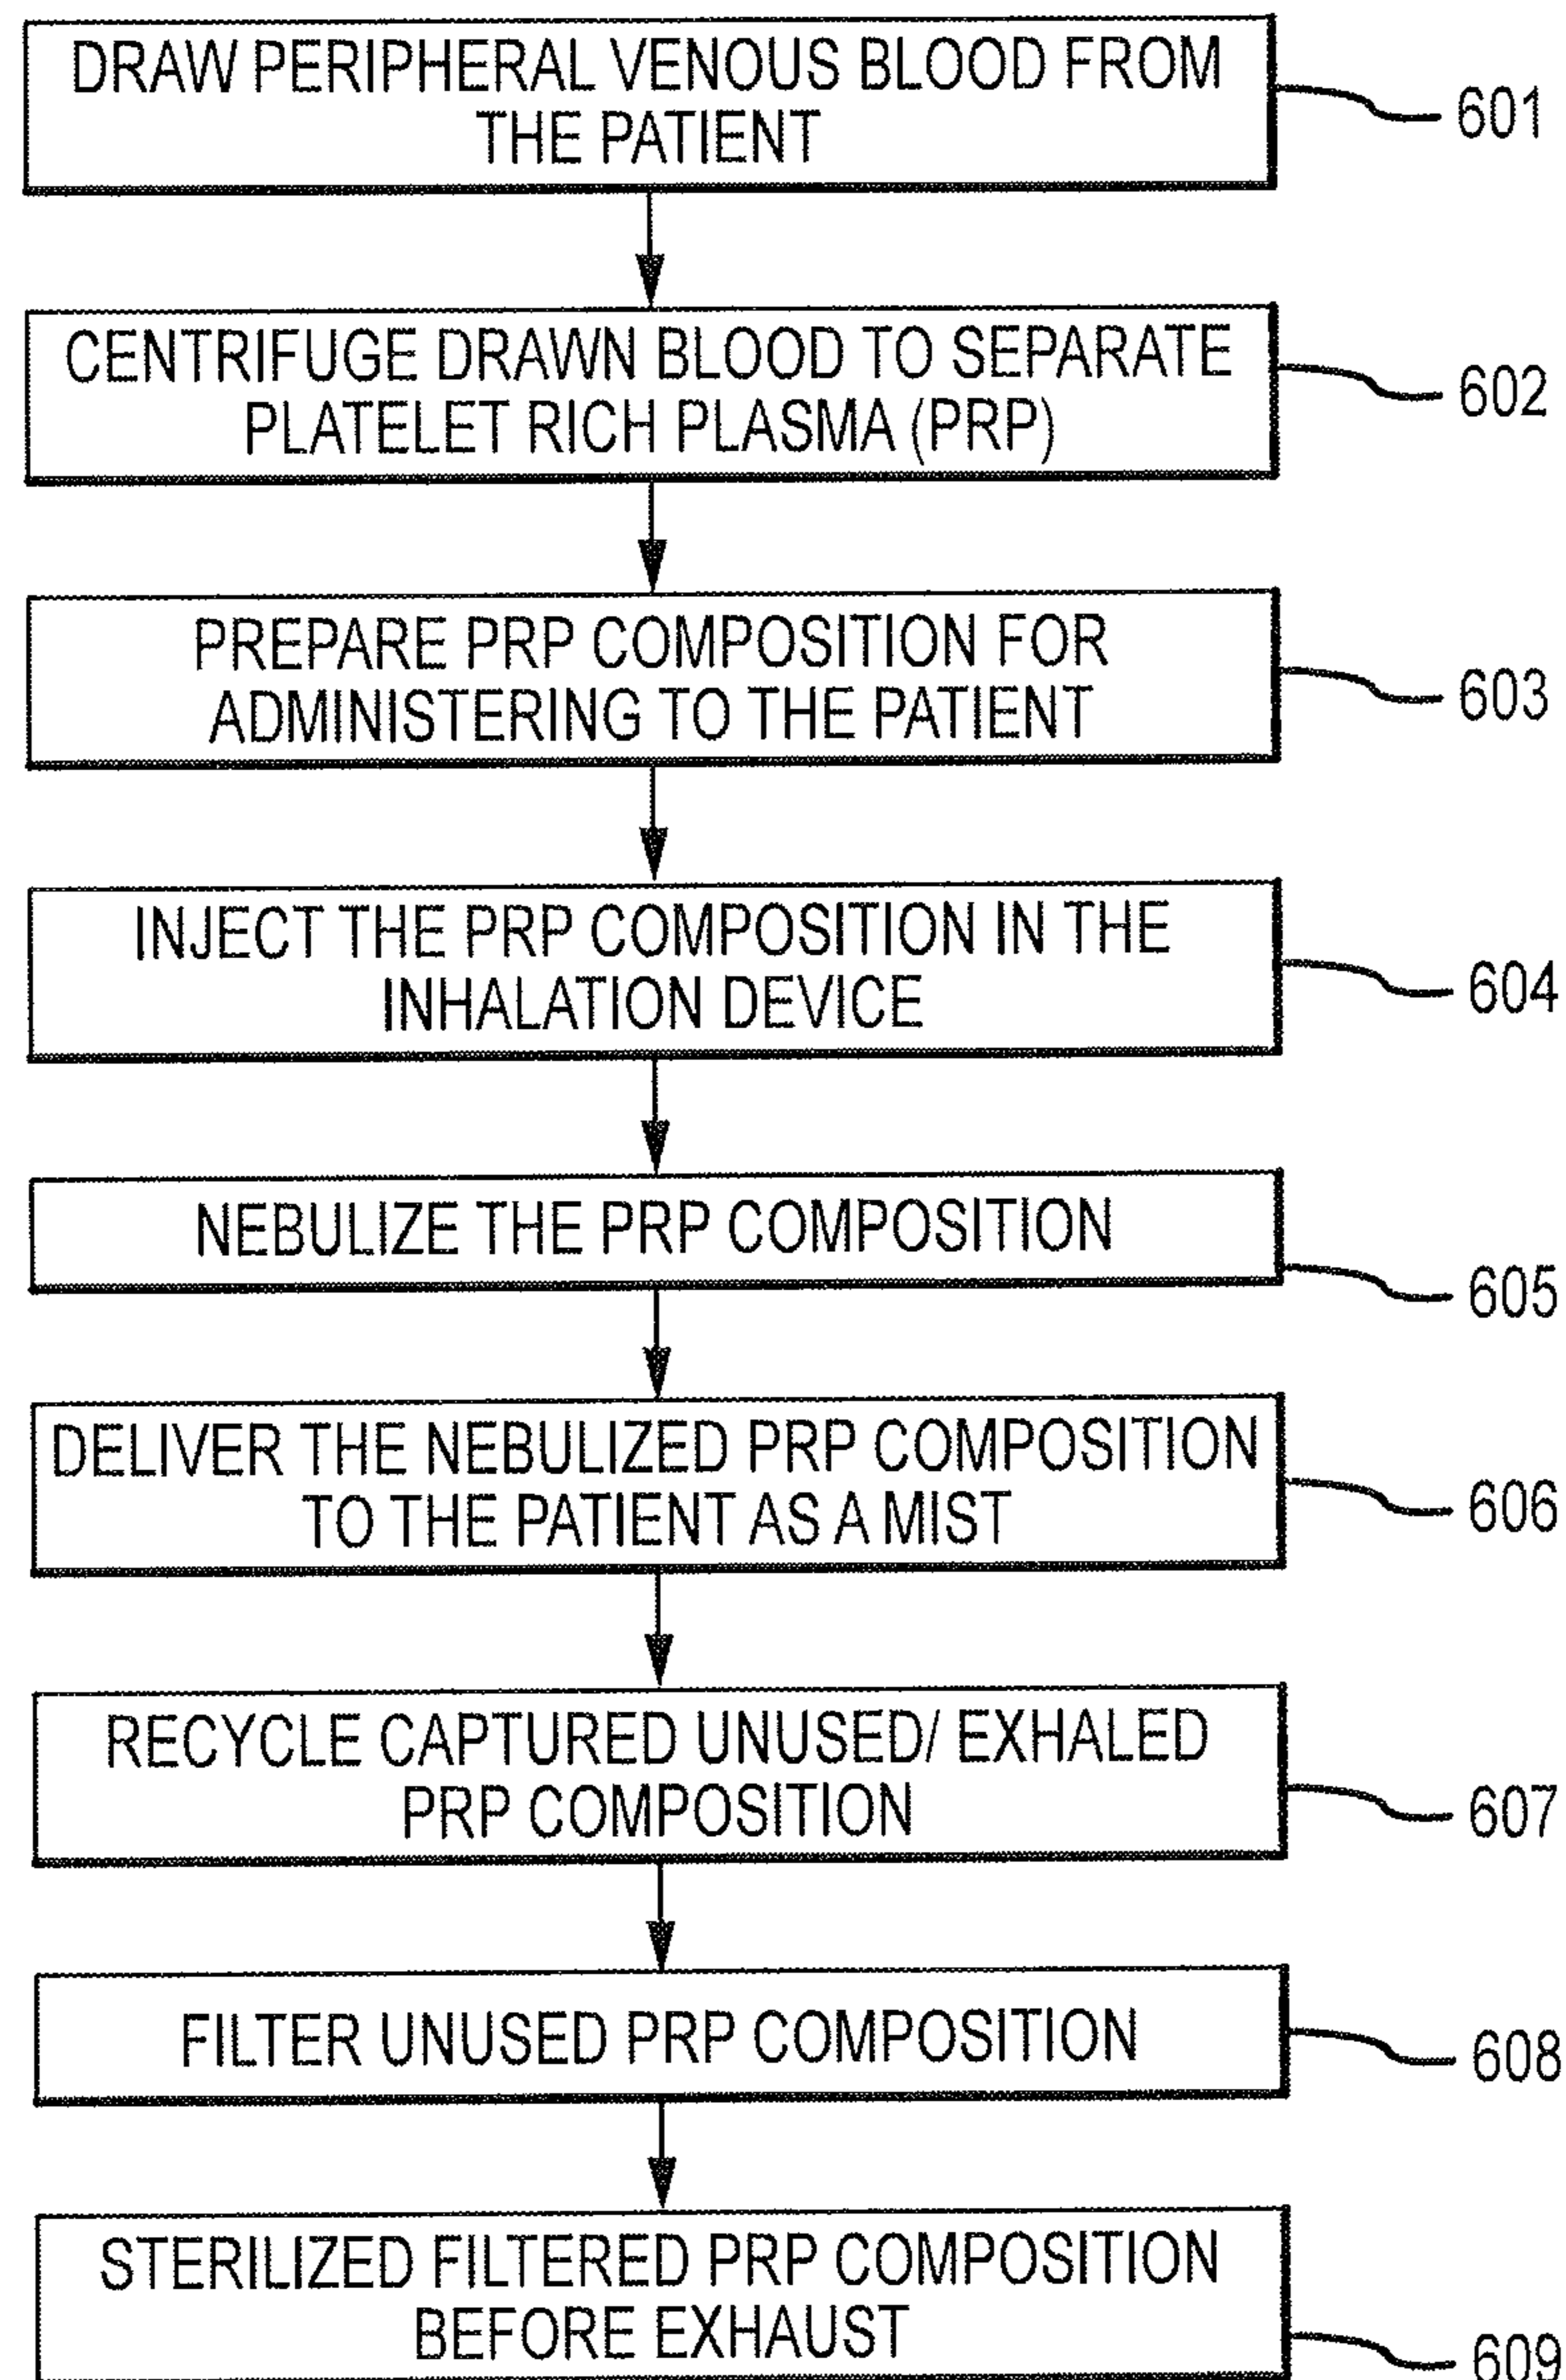 DRAW PERIPHERAL VENOUS BLOOD FROM
THE PATIENT
601
CENTRIFUGE DRAWN BLOOD TO SEPARATE
PLATELET RICH PLASMA (PRP)
602
PREPARE PRP COMPOSITION FOR
ADMINISTERING TO THE PATIENT
603
INJECT THE PRP COMPOSITION IN THE
INHALATION DEVICE
604
NEBULIZE THE PRP COMPOSITION
605
DELIVER THE NEBULIZED PRP COMPOSITION
TO THE PATIENT AS A MIST
606
RECYCLE CAPTURED UNUSED/ EXHALED
PRP COMPOSITION
607
FILTER UNUSED PRP COMPOSITION
608
STERILIZED FILTERED PRP COMPOSITION
BEFORE EXHAUST
609